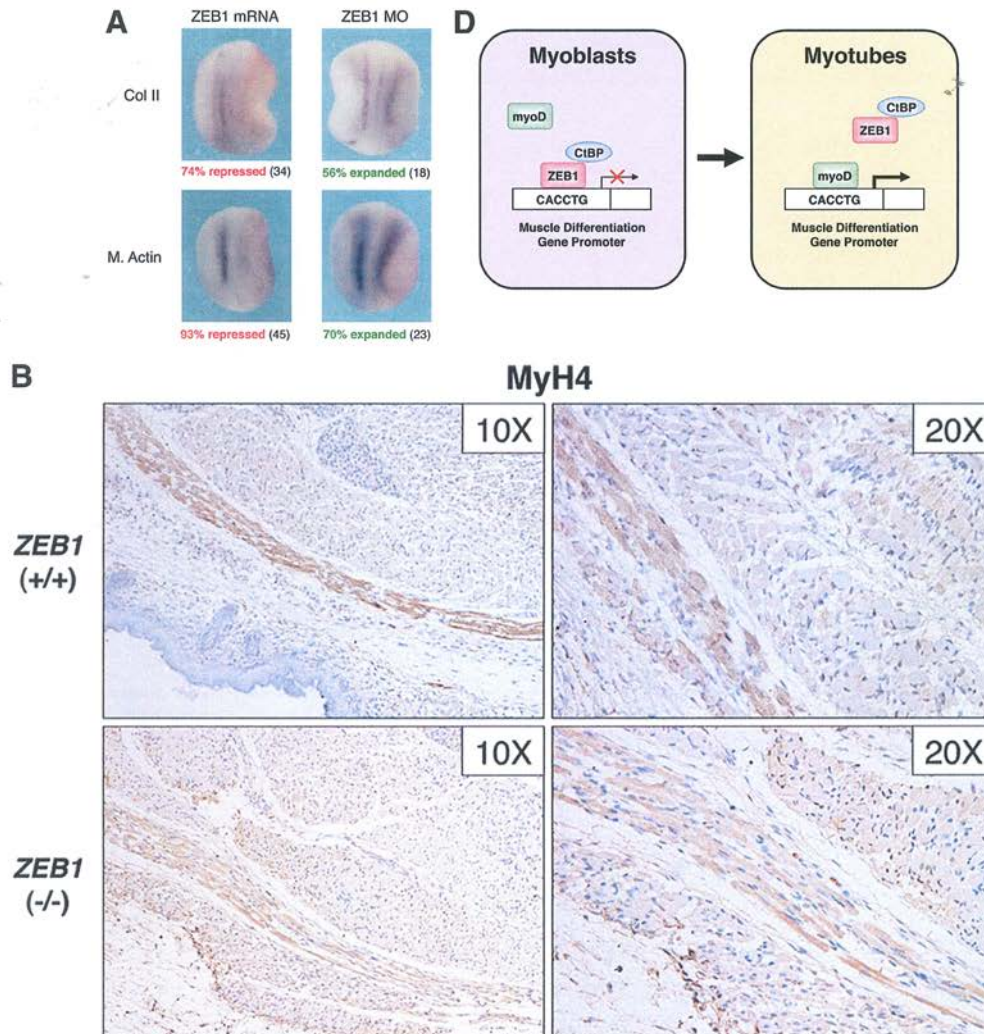 A
ZEB1 mRNA
ZEB1 MO
Col II
74% repressed (34)
56% expanded (18)
M. Actin
93% repressed (45)
70% expanded (23)
D
Myoblasts
myoD
CtBP
ZEB1
CACCTG
Muscle Differentiation
Gene Promoter
Myotubes
CtBP
ZEB1
myoD
CACCTG
Muscle Differentiation
Gene Promoter
B
MyH4
ZEB1
(+/+)
10X
20X
ZEB1
(-/-)
10X
20X